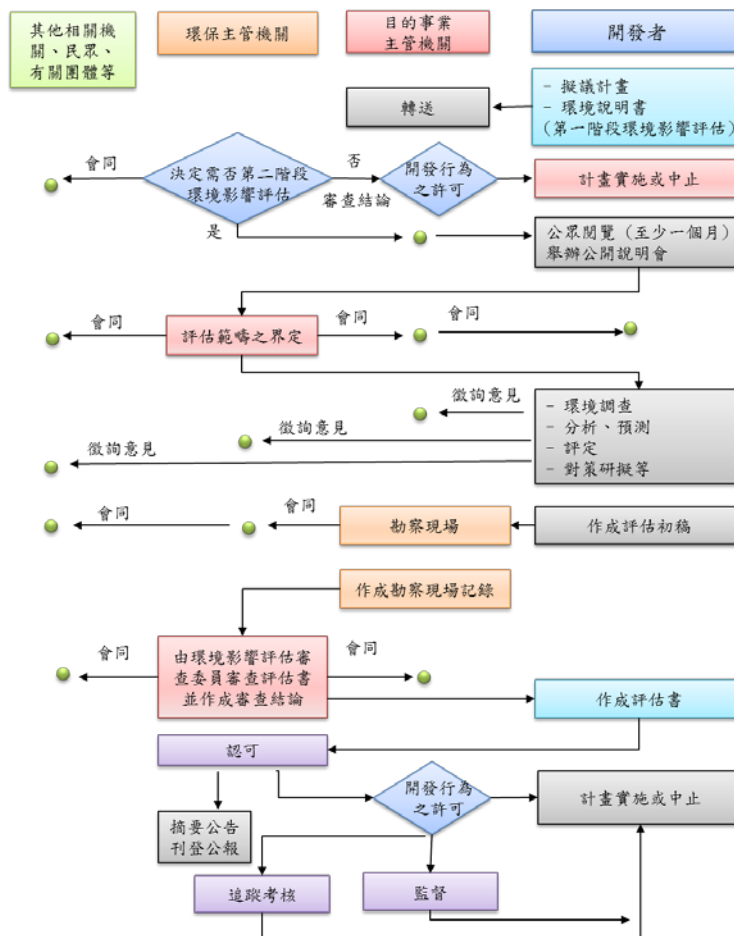 其他相關機
關、民眾、
有關團體等
環保主管機關
目的事業
主管機關
開發者
轉送
- 擬議計畫
- 環境說明書
(第一階段環境影響評估)
會同
決定需否第二階段
環境影響評估
否
審查結論
開發行為
之許可
計畫實施或中止
是
公眾閱覽（至少一個月）
舉辦公開說明會
會同
評估範疇之界定
會同
會同
- 環境調查
- 分析、預測
- 評定
- 對策研擬等
徵詢意見
徵詢意見
徵詢意見
會同
會同
勘察現場
作成評估初稿
作成勘察現場記錄
會同
由環境影響評估審
查委員審查評估書
並作成審查結論
會同
作成評估書
認可
開發行為
之許可
計畫實施或中止
摘要公告
刊登公報
追蹤考核
監督